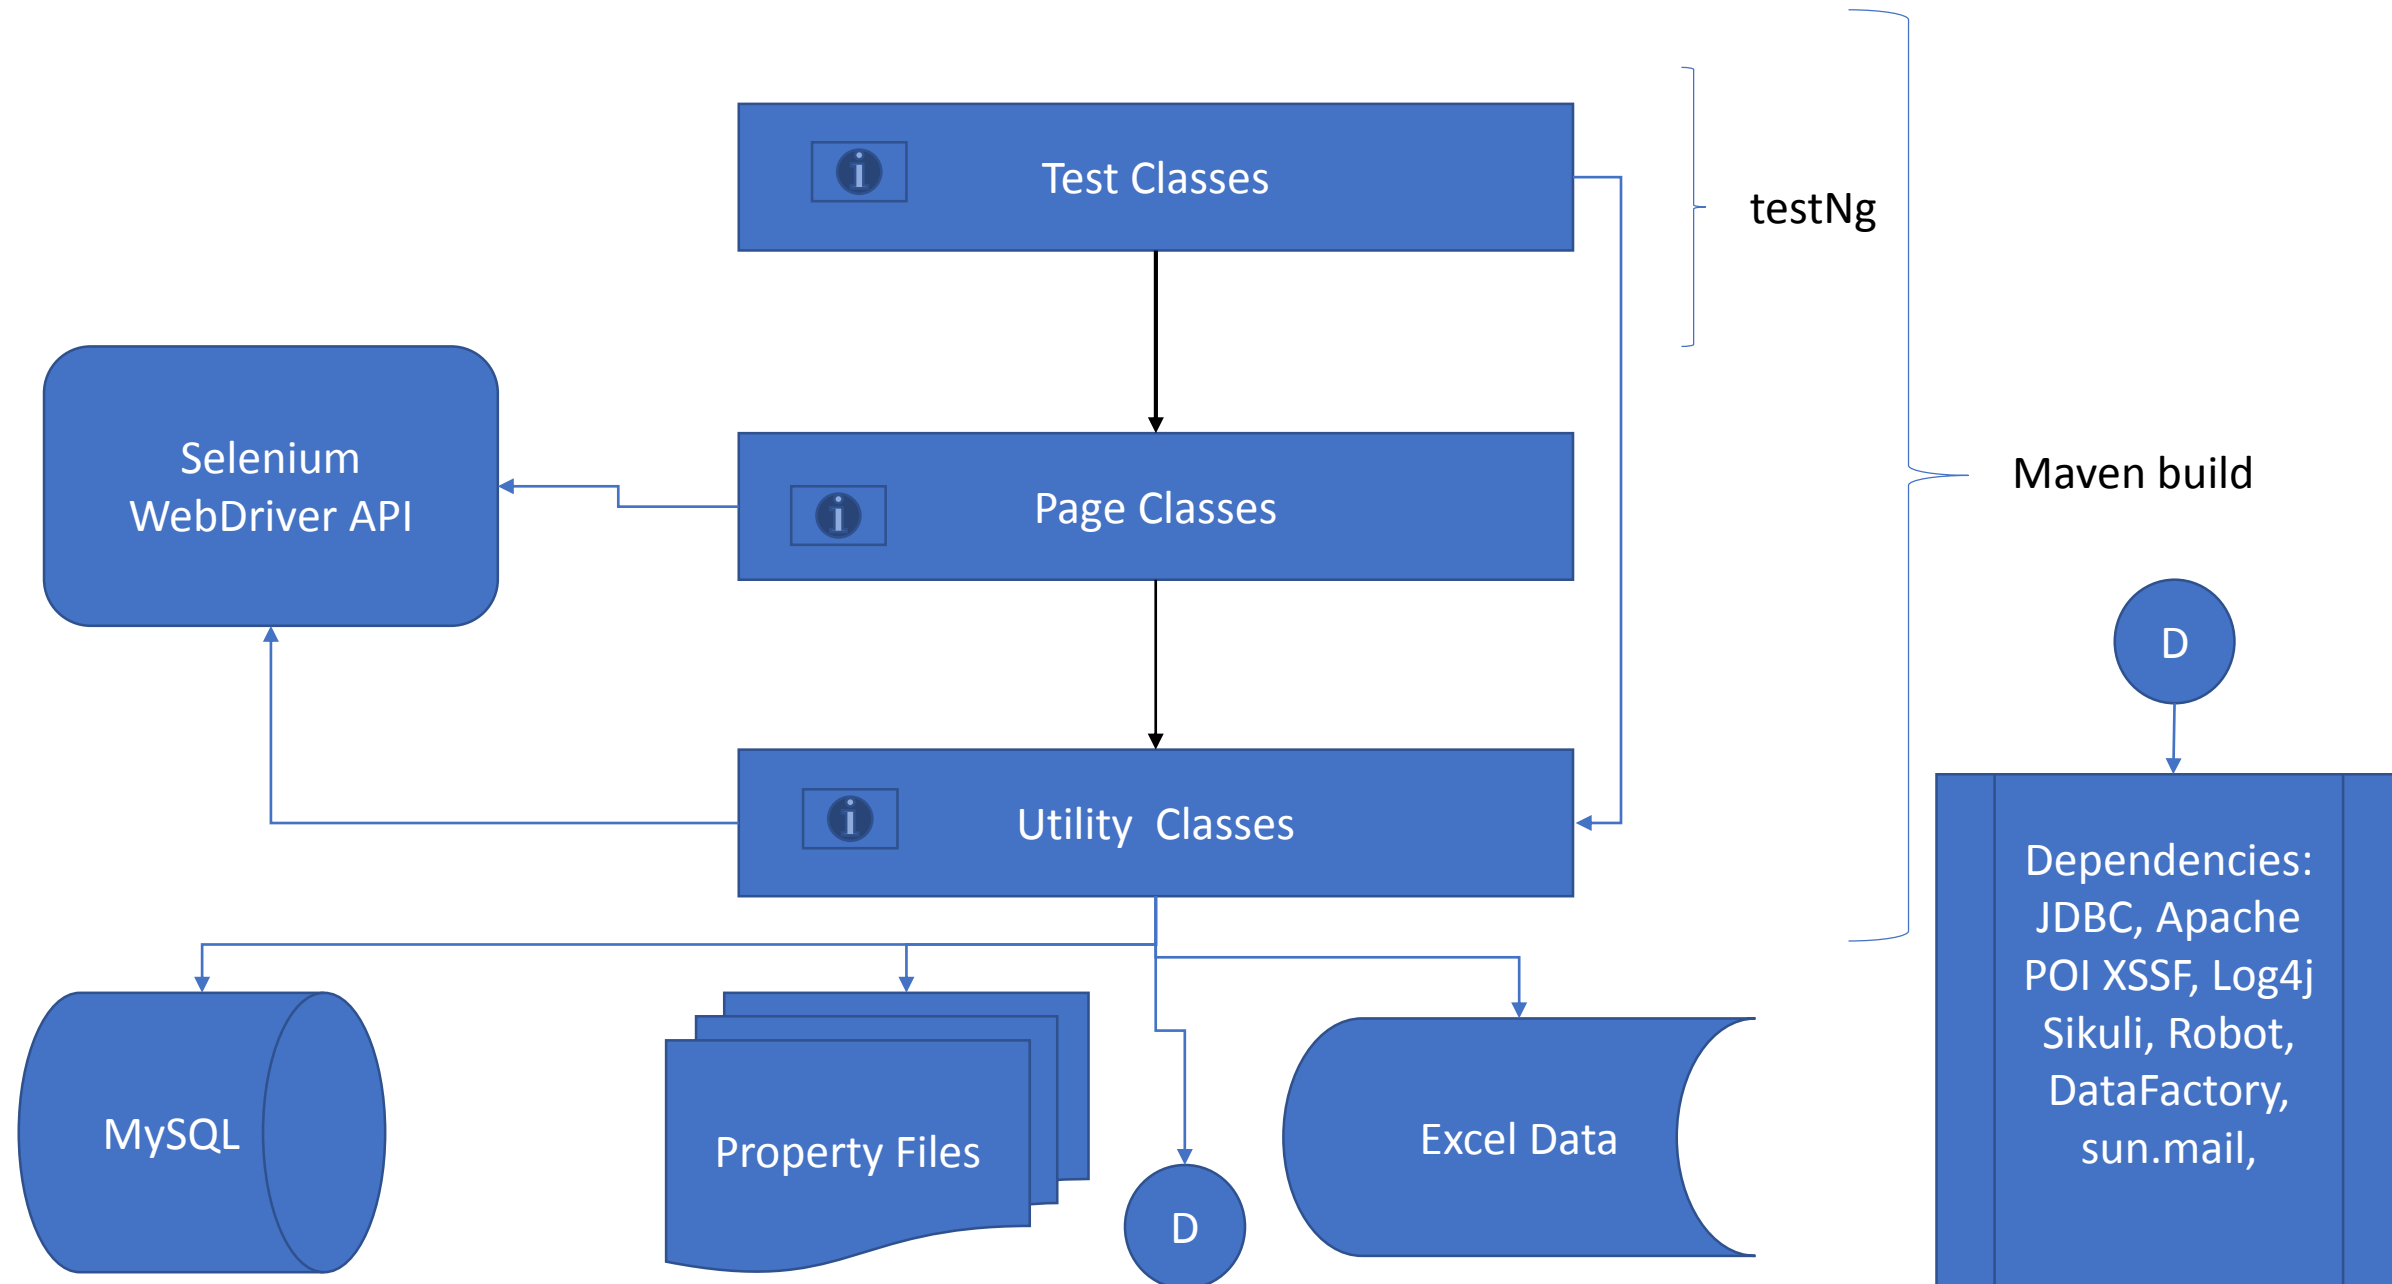 Test Classes
testNg
Selenium
WebDriver API
Page Classes
Maven build
D
Utility  Classes
Dependencies:
JDBC, Apache
POI XSSF, Log4j
Sikuli, Robot,
DataFactory,
sun.mail,
MySQL
Property Files
D
Excel Data